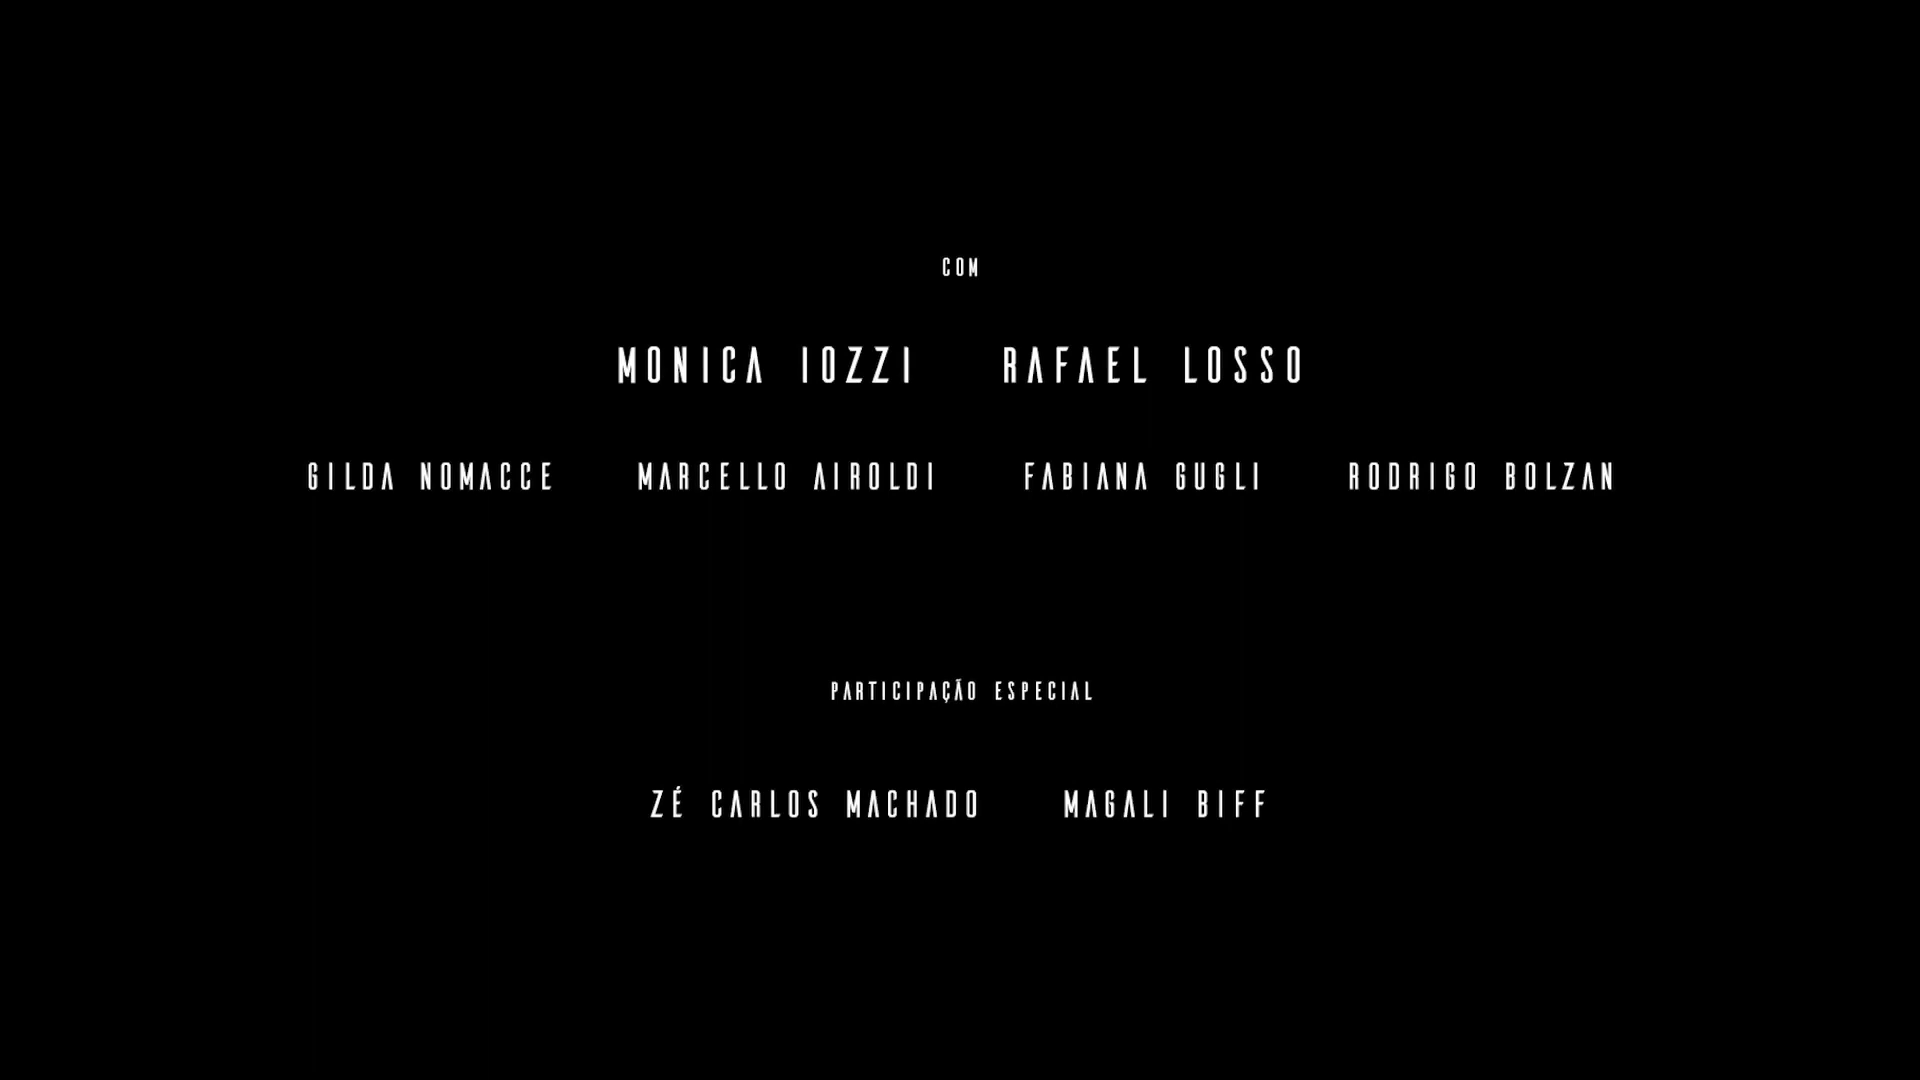 COM
MONICA IOZZI RAFAEL LOSSO
GILDA NOMACCE MARCELLO AIROLDI FABIANA GUGLI RODRIGO BOLZAN
PARTICIPAÇÃO ESPECIAL
ZÉ CARLOS MACHADO MAGALI BIFF